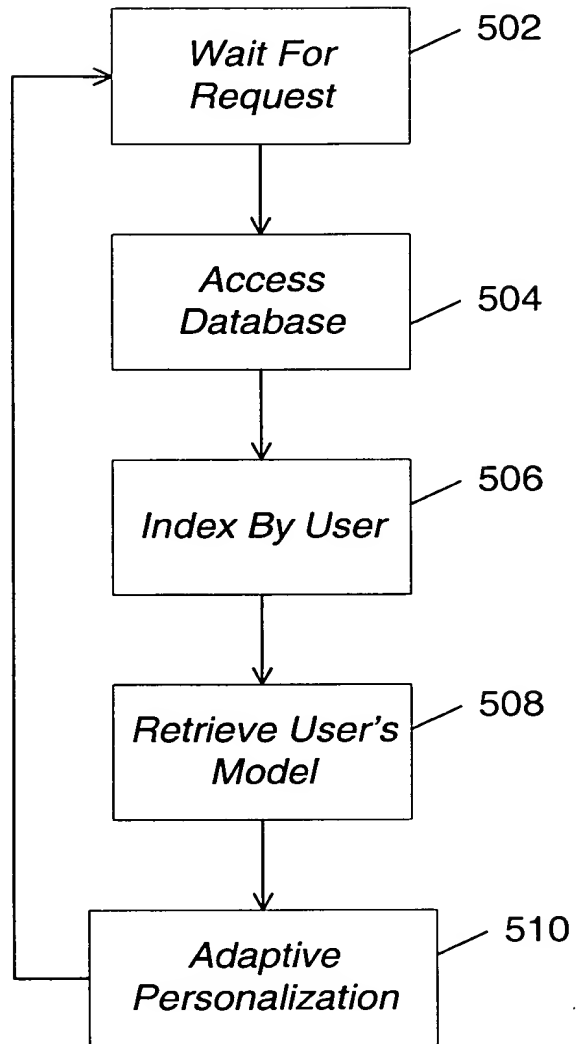 Wait For
Request
502
Access
Database
504
Index By User
506
Retrieve User's
Model
508
Adaptive
Personalization
510